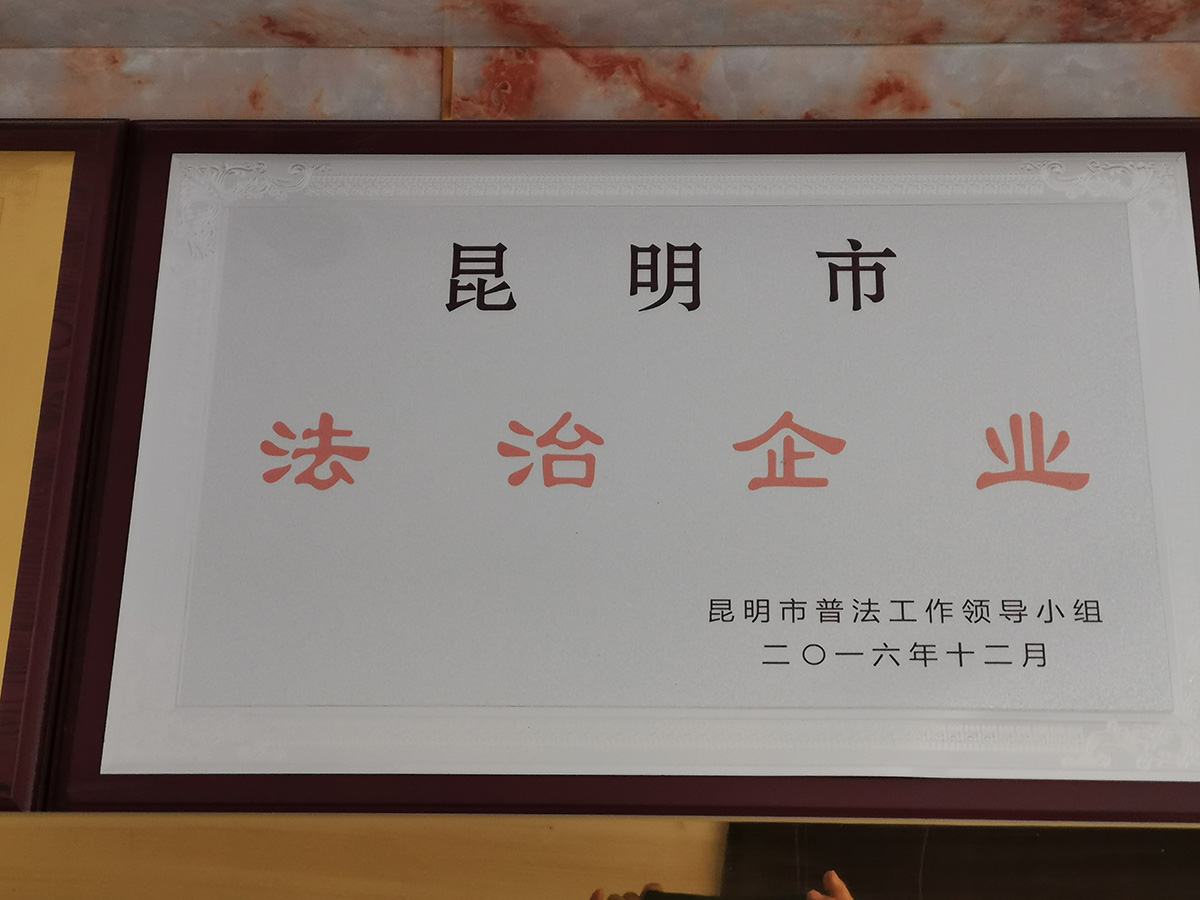 昆明市
法治企业
昆明市普法工作领导小组
二〇一六年十二月